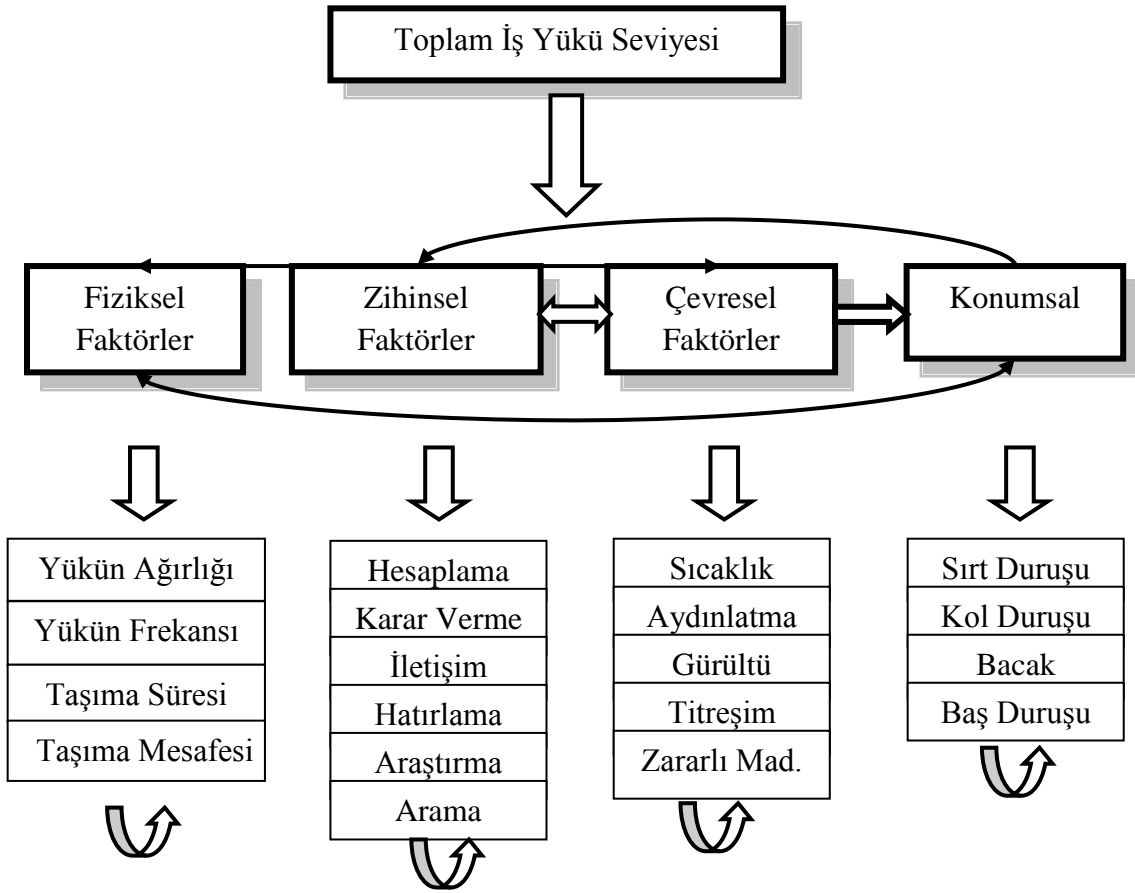 Toplam İş Yükü Seviyesi
Fiziksel
Faktörler
Zihinsel
Faktörler
Çevresel
Faktörler
Konumsal
Yükün Ağırlığı
Yükün Frekansı
Taşıma Süresi
Taşıma Mesafesi
Hesaplama
Karar Verme
İletişim
Hatırlama
Araştırma
Arama
Sıcaklık
Aydınlatma
Gürültü
Titreşim
Zararlı Mad.
Sırt Duruşu
Kol Duruşu
Bacak
Baş Duruşu